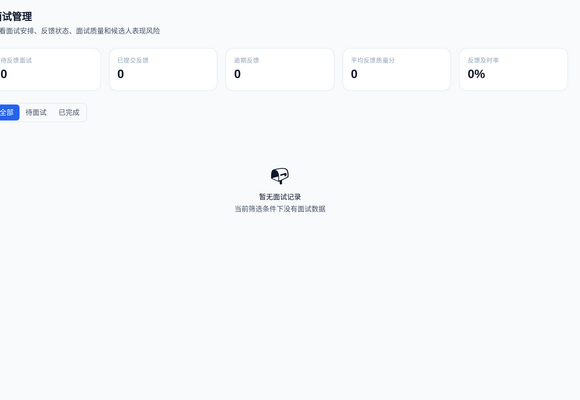 面试管理
看面试安排、反馈状态、面试质量和候选人表现风险
待反馈面试
0
已提交反馈
0
逾期反馈
0
平均反馈质量分
0
反馈及时率
0%
全部
待面试
已完成
暂无面试记录
当前筛选条件下没有面试数据